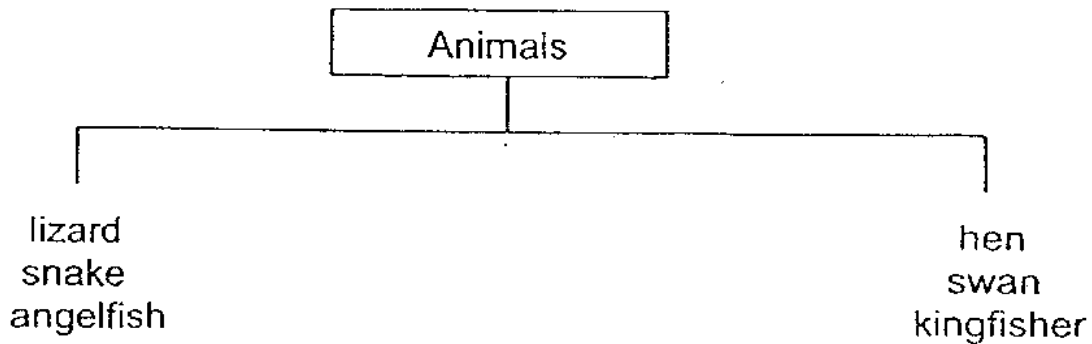 Animals
lizard
snake
angelfish
hen
swan
kingfisher